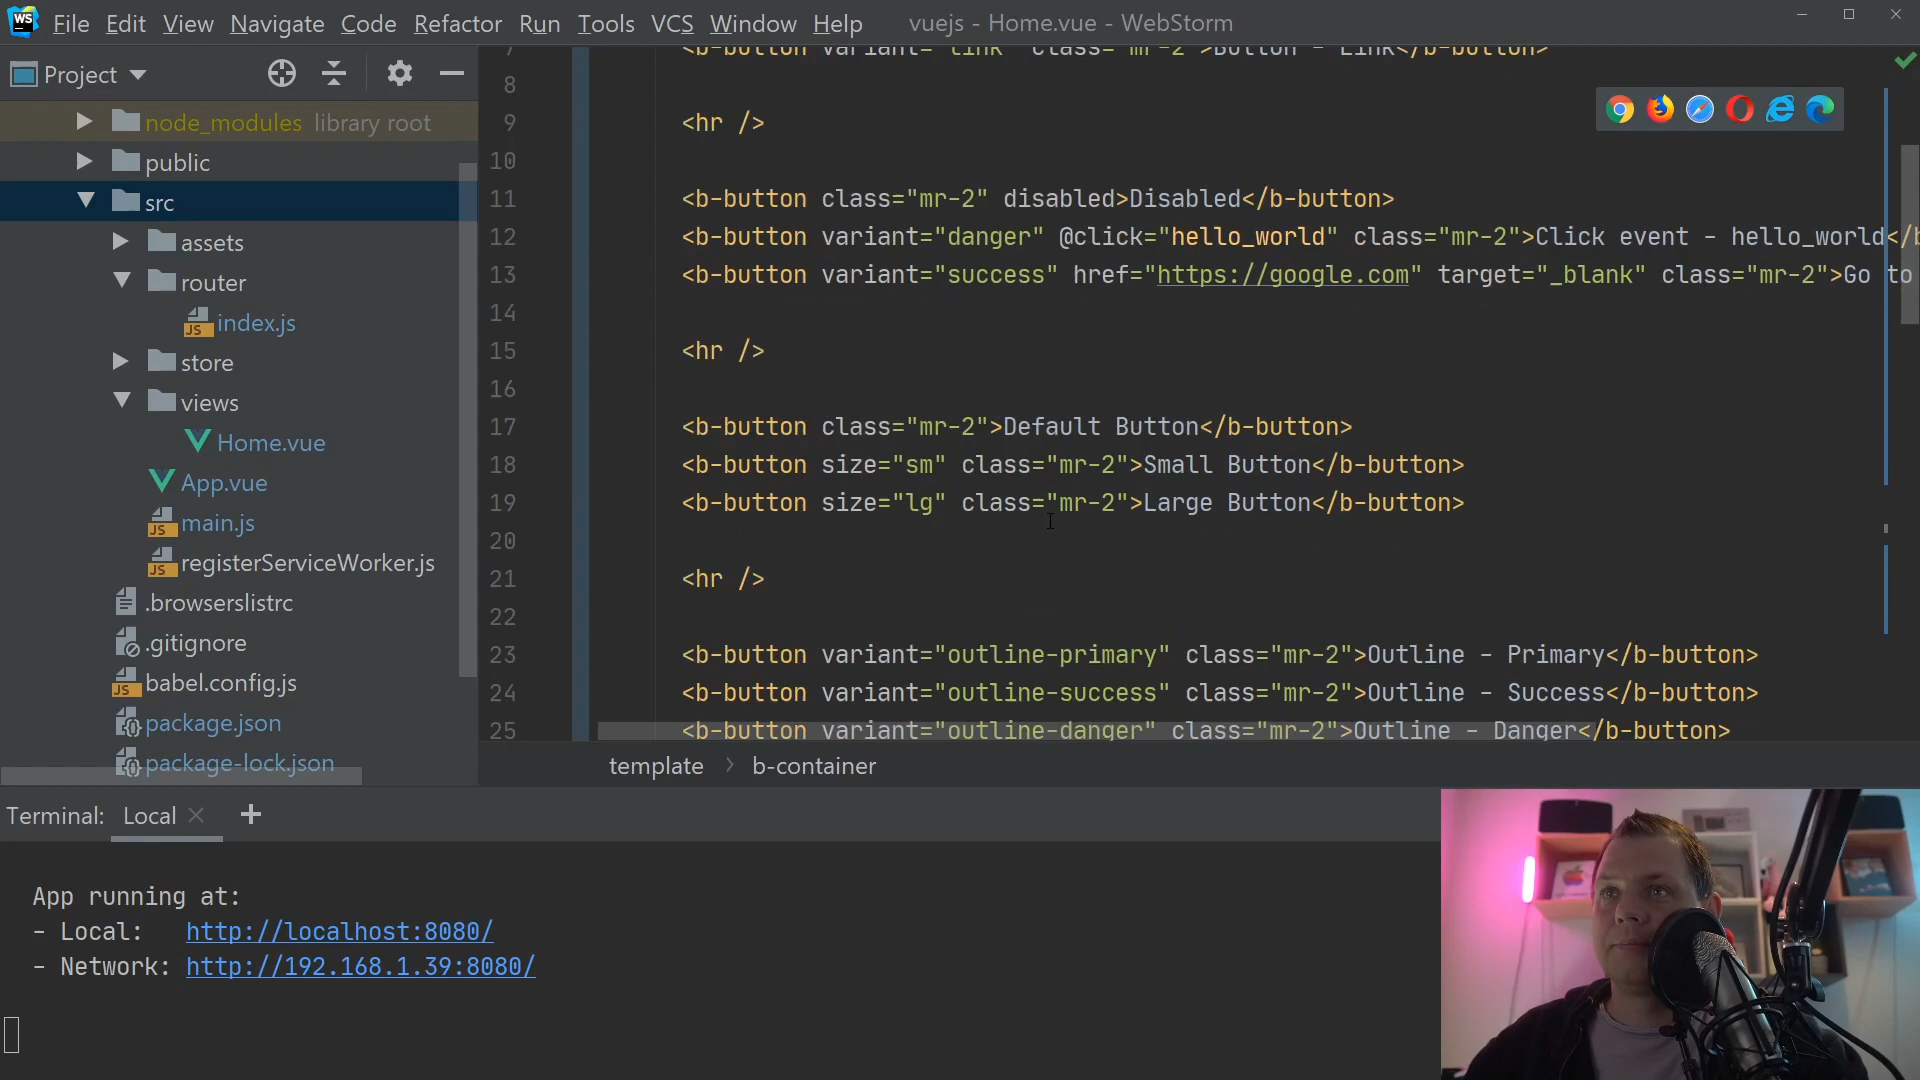 WS File Edit View Navigate Code Refactor Run Tools VCS Window Help vuejs - Home.vue - WebStorm
Project
node_modules library root
public
src
assets
router
JS index.js
store
views
Home.vue
App.vue
JS main.js
JS registerServiceWorker.js
.browserslistrc
.gitignore
JS babel.config.js
package.json
package-lock.json
7 <b-button variant="link" class="mr-2">Button - Link</b-button>
8
9 <hr />
10
11 <b-button class="mr-2" disabled>Disabled</b-button>
12 <b-button variant="danger" @click="hello_world" class="mr-2">Click event - hello_world</b
13 <b-button variant="success" href="https://google.com" target="_blank" class="mr-2">Go to
14
15 <hr />
16
17 <b-button class="mr-2">Default Button</b-button>
18 <b-button size="sm" class="mr-2">Small Button</b-button>
19 <b-button size="lg" class="mr-2">Large Button</b-button>
20
21 <hr />
22
23 <b-button variant="outline-primary" class="mr-2">Outline - Primary</b-button>
24 <b-button variant="outline-success" class="mr-2">Outline - Success</b-button>
25 <b-button variant="outline-danger" class="mr-2">Outline - Danger</b-button>
template > b-container
Terminal: Local × +
App running at:
- Local: http://localhost:8080/
- Network: http://192.168.1.39:8080/